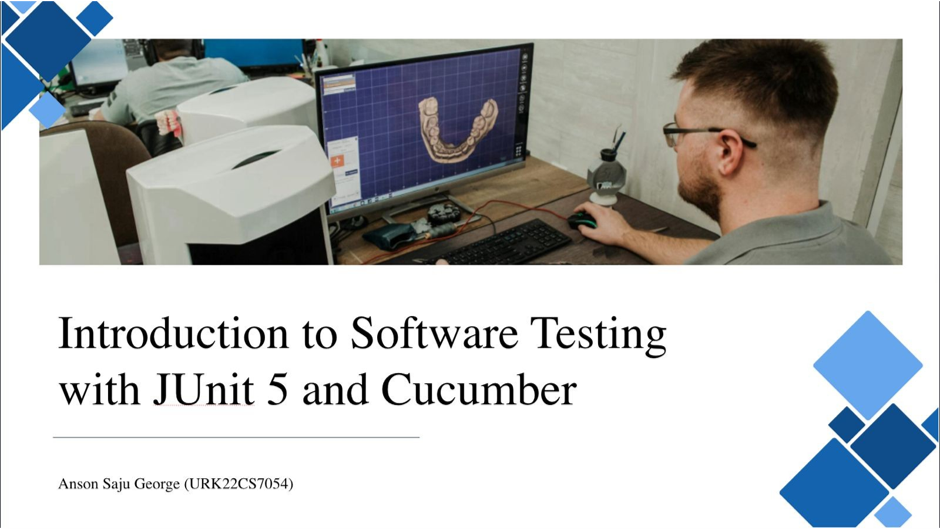 Introduction to Software Testing
with JUnit 5 and Cucumber
Anson Saju George (URK22CS7054)